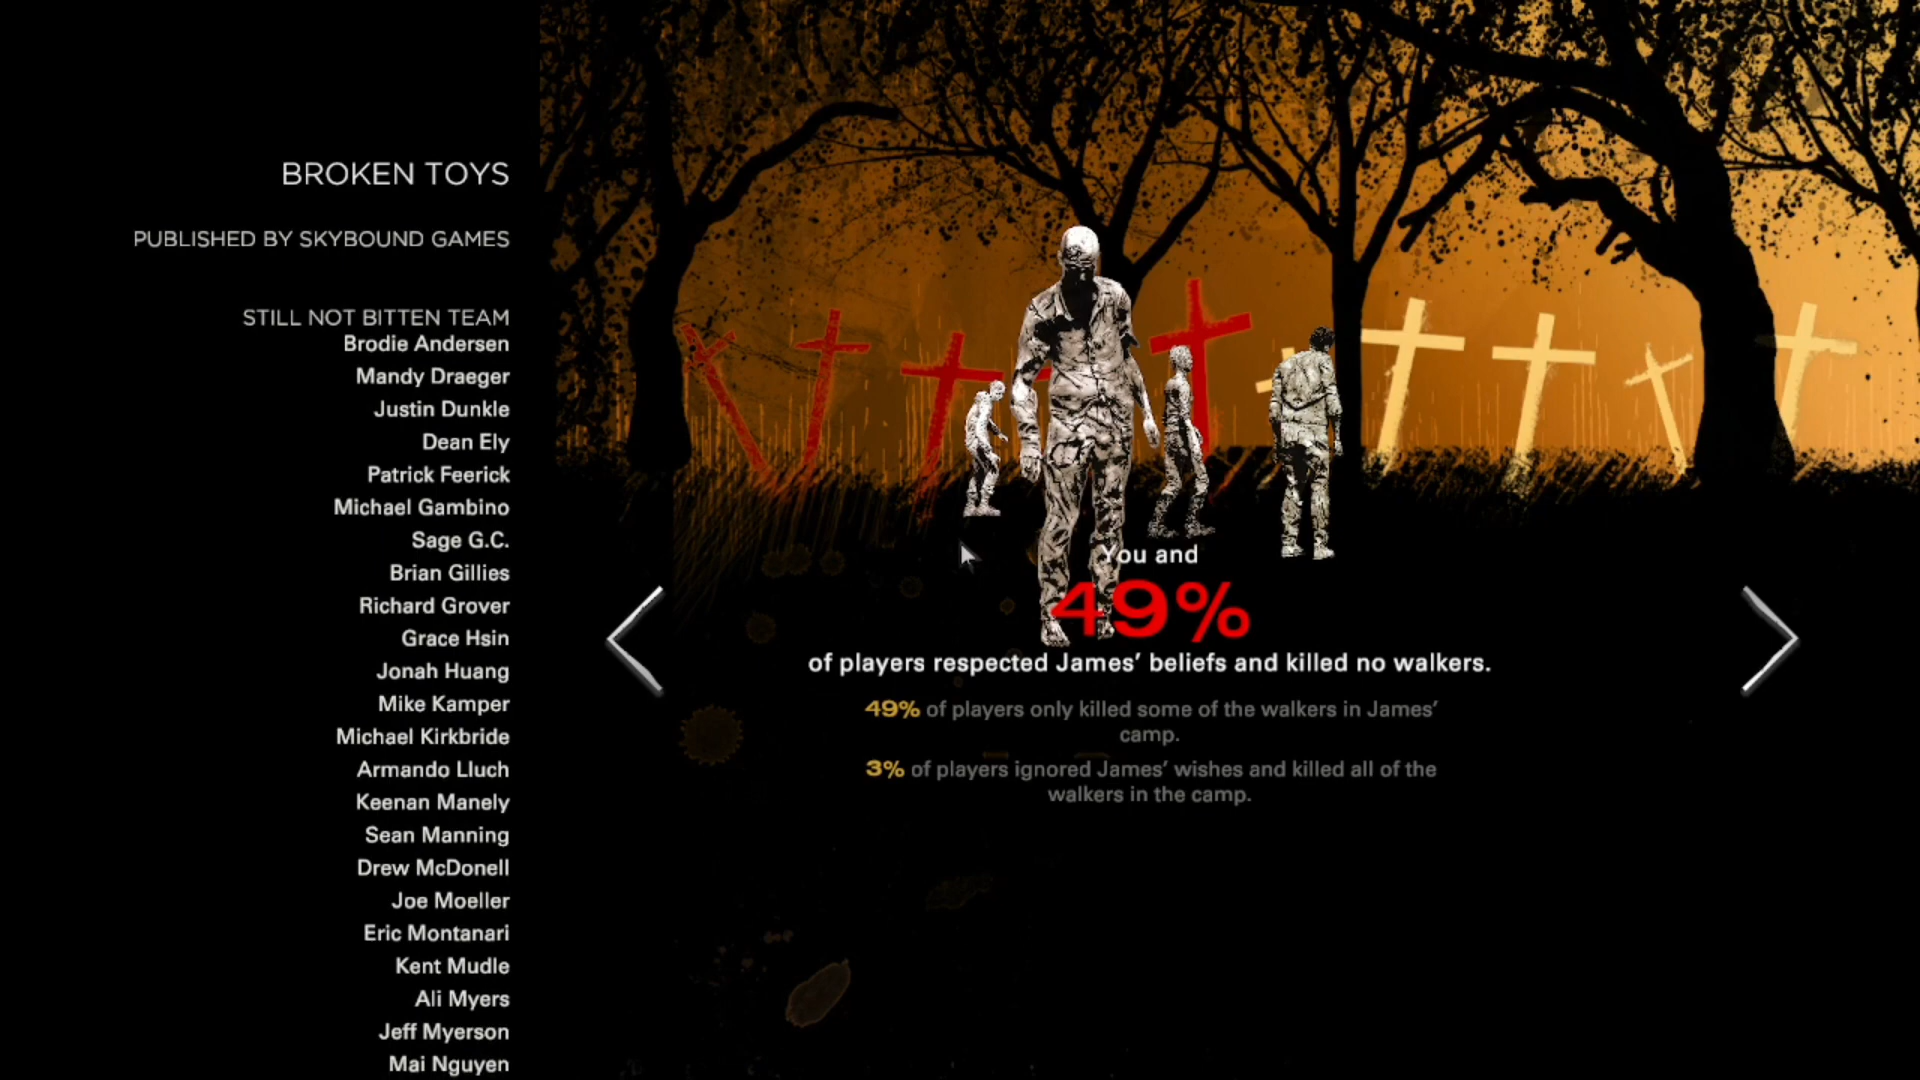 BROKEN TOYS
PUBLISHED BY SKYBOUND GAMES
STILL NOT BITTEN TEAM
Brodie Andersen
Mandy Draeger
Justin Dunkle
Dean Ely
Patrick Feerick
Michael Gambino
Sage G.C.
Brian Gillies
Richard Grover
Grace Hsin
Jonah Huang
Mike Kamper
Michael Kirkbride
Armando Lluch
Keenan Manely
Sean Manning
Drew McDonell
Joe Moeller
Eric Montanari
Kent Mudle
Ali Myers
Jeff Myerson
Mai Nguyen
You and
49%
of players respected James’ beliefs and killed no walkers.
49% of players only killed some of the walkers in James’
camp.
3% of players ignored James’ wishes and killed all of the
walkers in the camp.